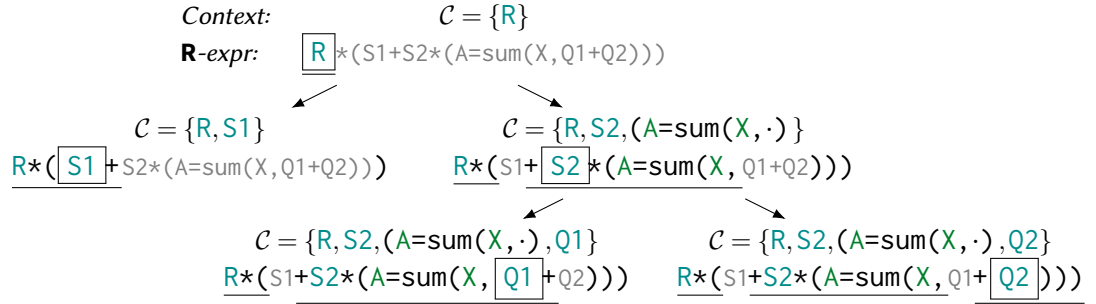 Context: 𝒞 = {R}
R-expr: R*(S1+S2*(A=sum(X,Q1+Q2)))
𝒞 = {R,S1} 𝒞 = {R,S2,(A=sum(X,·) }
R*( S1 +S2*(A=sum(X,Q1+Q2))) R*(S1+ S2 *(A=sum(X, Q1+Q2)))
𝒞 = {R,S2,(A=sum(X,·),Q1} 𝒞 = {R,S2,(A=sum(X,·),Q2}
R*(S1+S2*(A=sum(X, Q1 +Q2))) R*(S1+S2*(A=sum(X,Q1+ Q2 )))